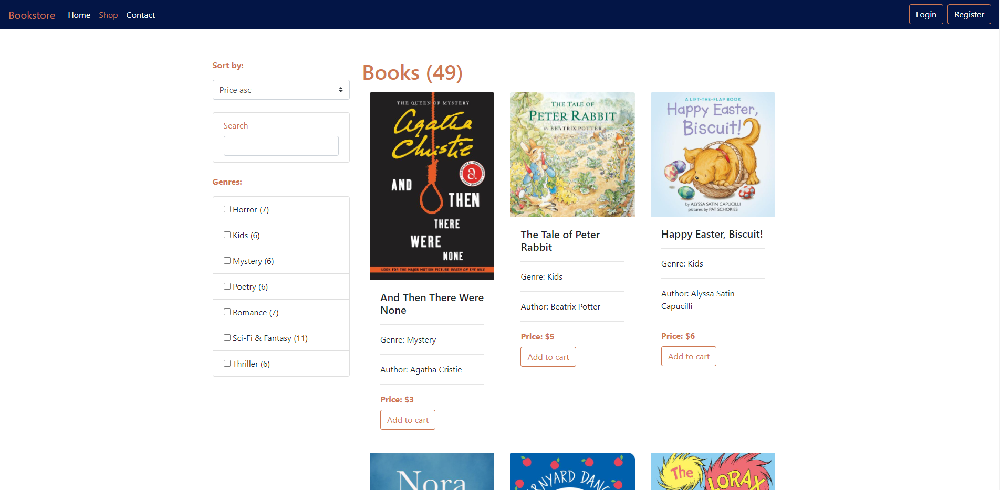 Bookstore Home Shop Contact Login Register
Sort by:
Price asc
Search
Genres:
Horror (7)
Kids (6)
Mystery (6)
Poetry (6)
Romance (7)
Sci-Fi & Fantasy (11)
Thriller (6)
Books (49)
THE QUEEN OF MYSTERY
Agatha
Christie
a.
AND
THEN
THERE
WERE
NONE
LOOK FOR THE MAJOR MOTION PICTURE DEATH ON THE NILE
And Then There Were
None
Genre: Mystery
Author: Agatha Cristie
Price: $3
Add to cart
THE TALE OF
PETER RABBIT
BY BEATRIX POTTER
The Tale of Peter
Rabbit
Genre: Kids
Author: Beatrix Potter
Price: $5
Add to cart
A LIFT-THE-FLAP BOOK
Happy Easter,
Biscuit!
by ALYSSA SATIN CAPUCILLI
pictures by PAT SCHORIES
Happy Easter, Biscuit!
Genre: Kids
Author: Alyssa Satin
Capucilli
Price: $6
Add to cart
Nora
RNYARD DANC
The
LORAX